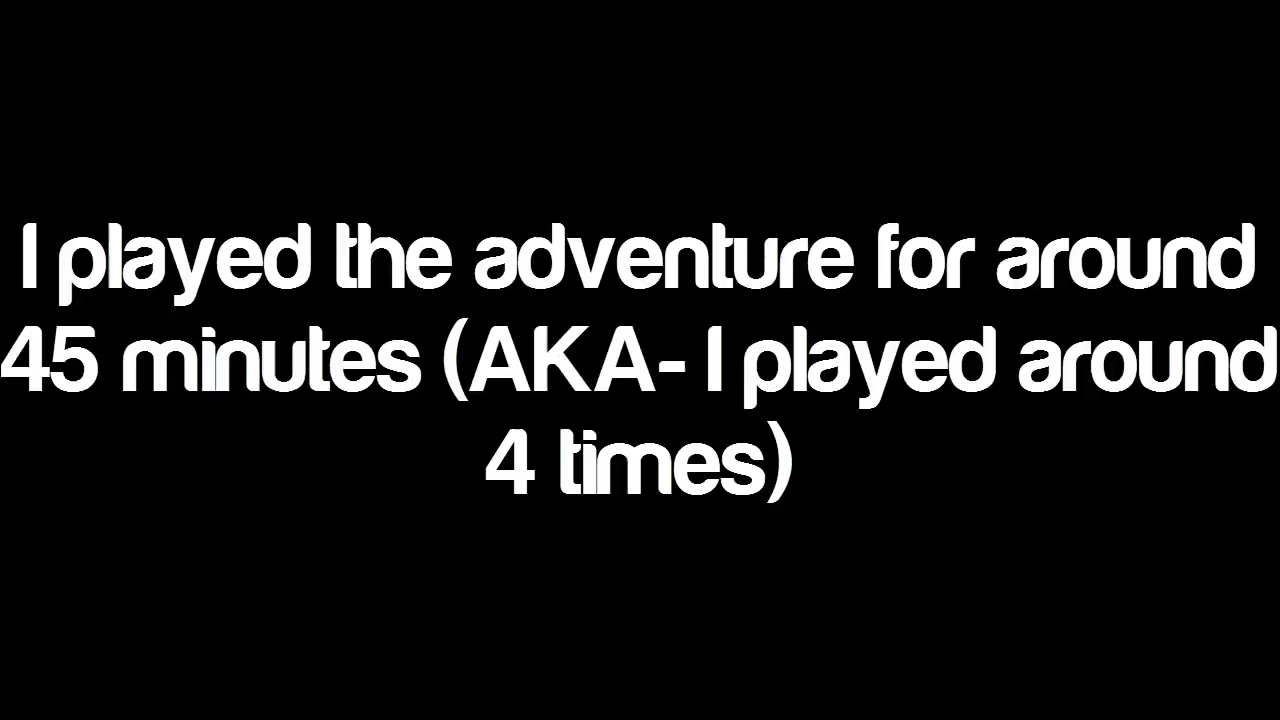 I played the adventure for around
45 minutes (AKA- I played around
4 times)